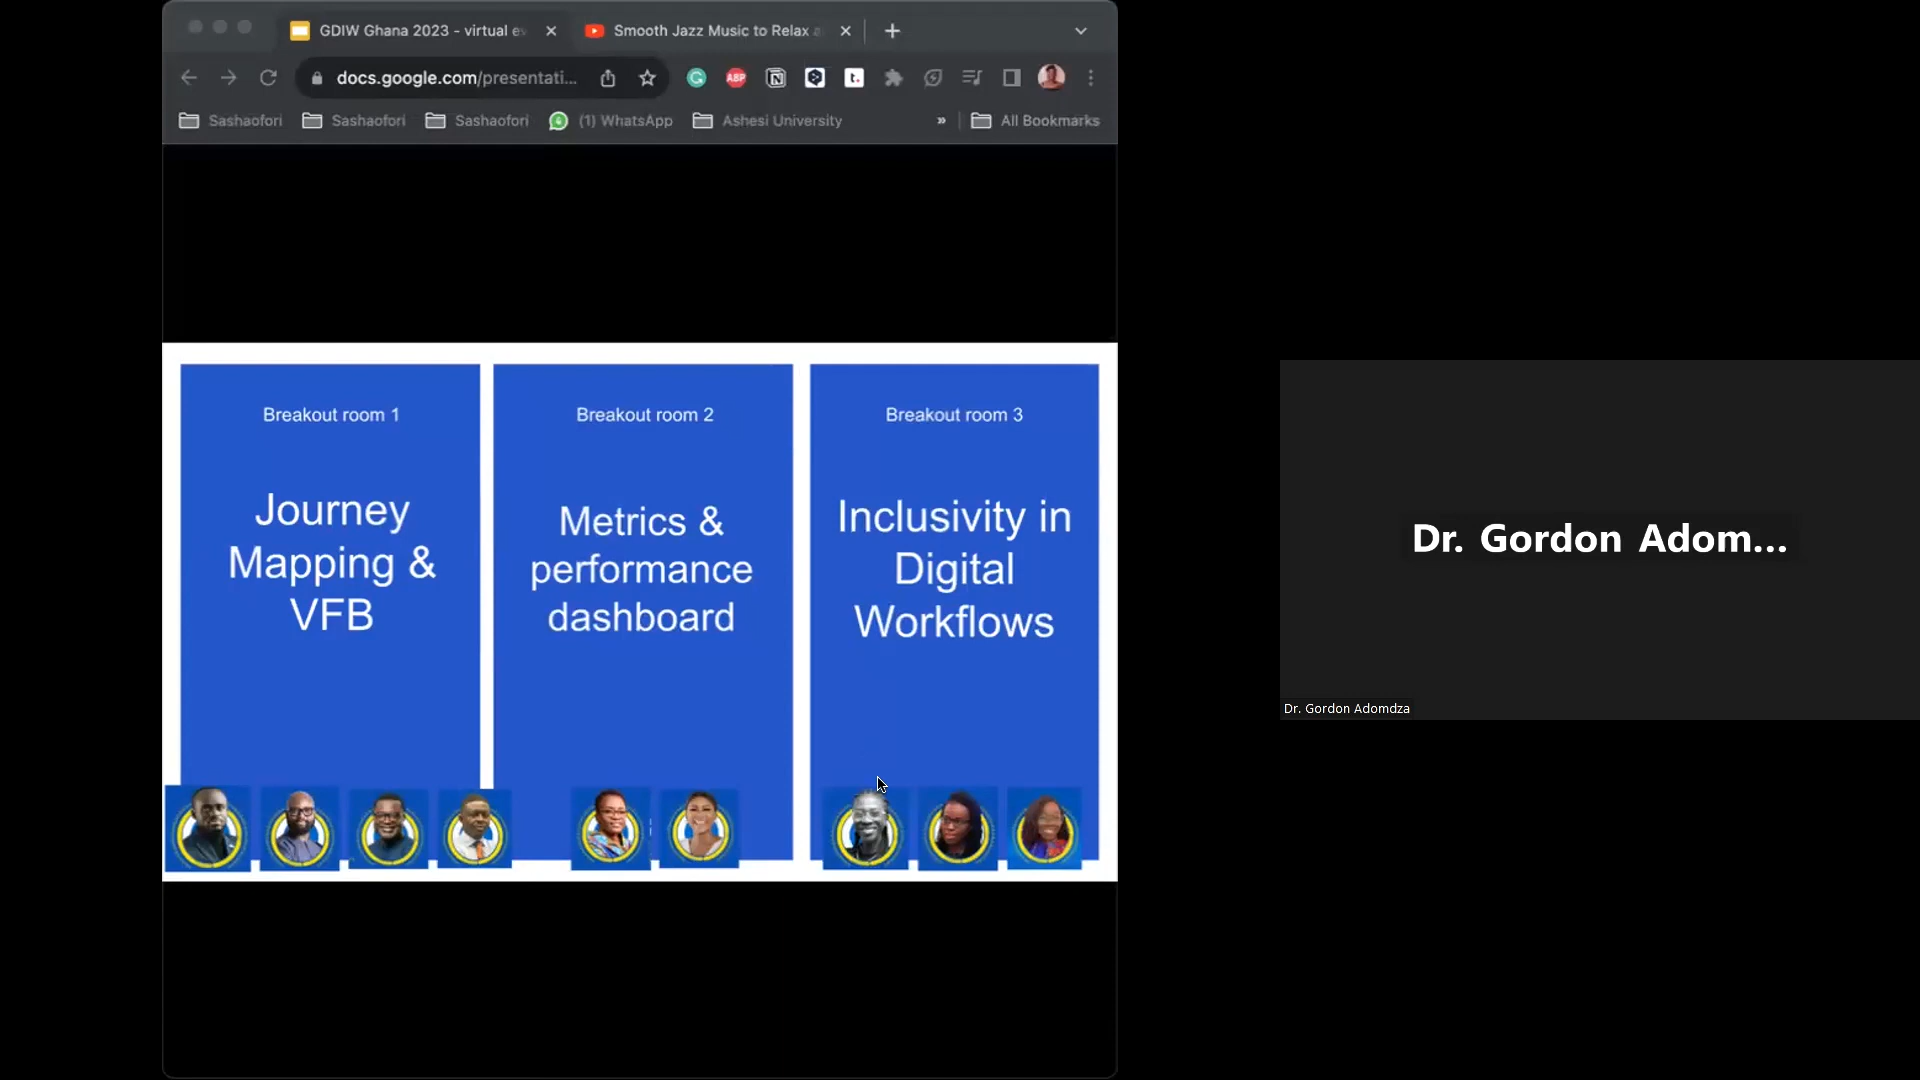 GDIW Ghana 2023 - virtual
Smooth Jazz Music to Relax
docs.google.com/presentati...
ABP
t.
Sashaofori
Sashaofori
Sashaofori
(1) WhatsApp
Ashesi University
»
All Bookmarks
Breakout room 1
Journey
Mapping &
VFB
Breakout room 2
Metrics &
performance
dashboard
Breakout room 3
Inclusivity in
Digital
Workflows
Dr. Gordon Adom...
Dr. Gordon Adomdza